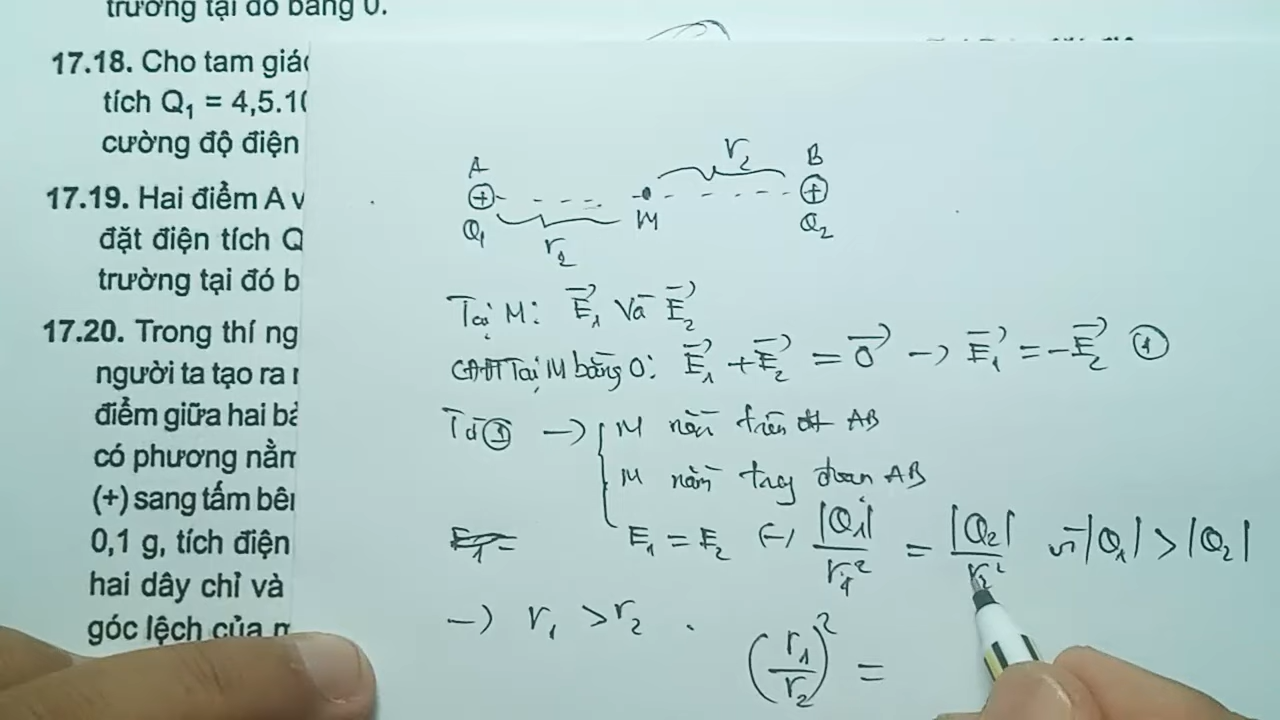 trường tại đó bằng 0.
17.18. Cho tam giác
tích Q₁ = 4,5.10
cường độ điện
17.19. Hai điểm A v
đặt điện tích Q
trường tại đó b
17.20. Trong thí ng
người ta tạo ra
điểm giữa hai bả
có phương nằm
(+) sang tấm bên
0,1 g, tích điện
hai dây chỉ và
góc lệch của m
r₂
A B
+ M +
Q₁ Q₂
r₂
Tại M: E₁ và E₂
CĐĐT Tại M bằng 0: E₁ + E₂ = 0 → E₁ = -E₂ ①
Từ ① → { M nằm trên AB
M nằm trong đoạn AB
E₁ = E₂ (-) |Q₁|/r₁² = |Q₂|/r₂² vì |Q₁| > |Q₂|
→ r₁ > r₂ .
(r₁/r₂)² =